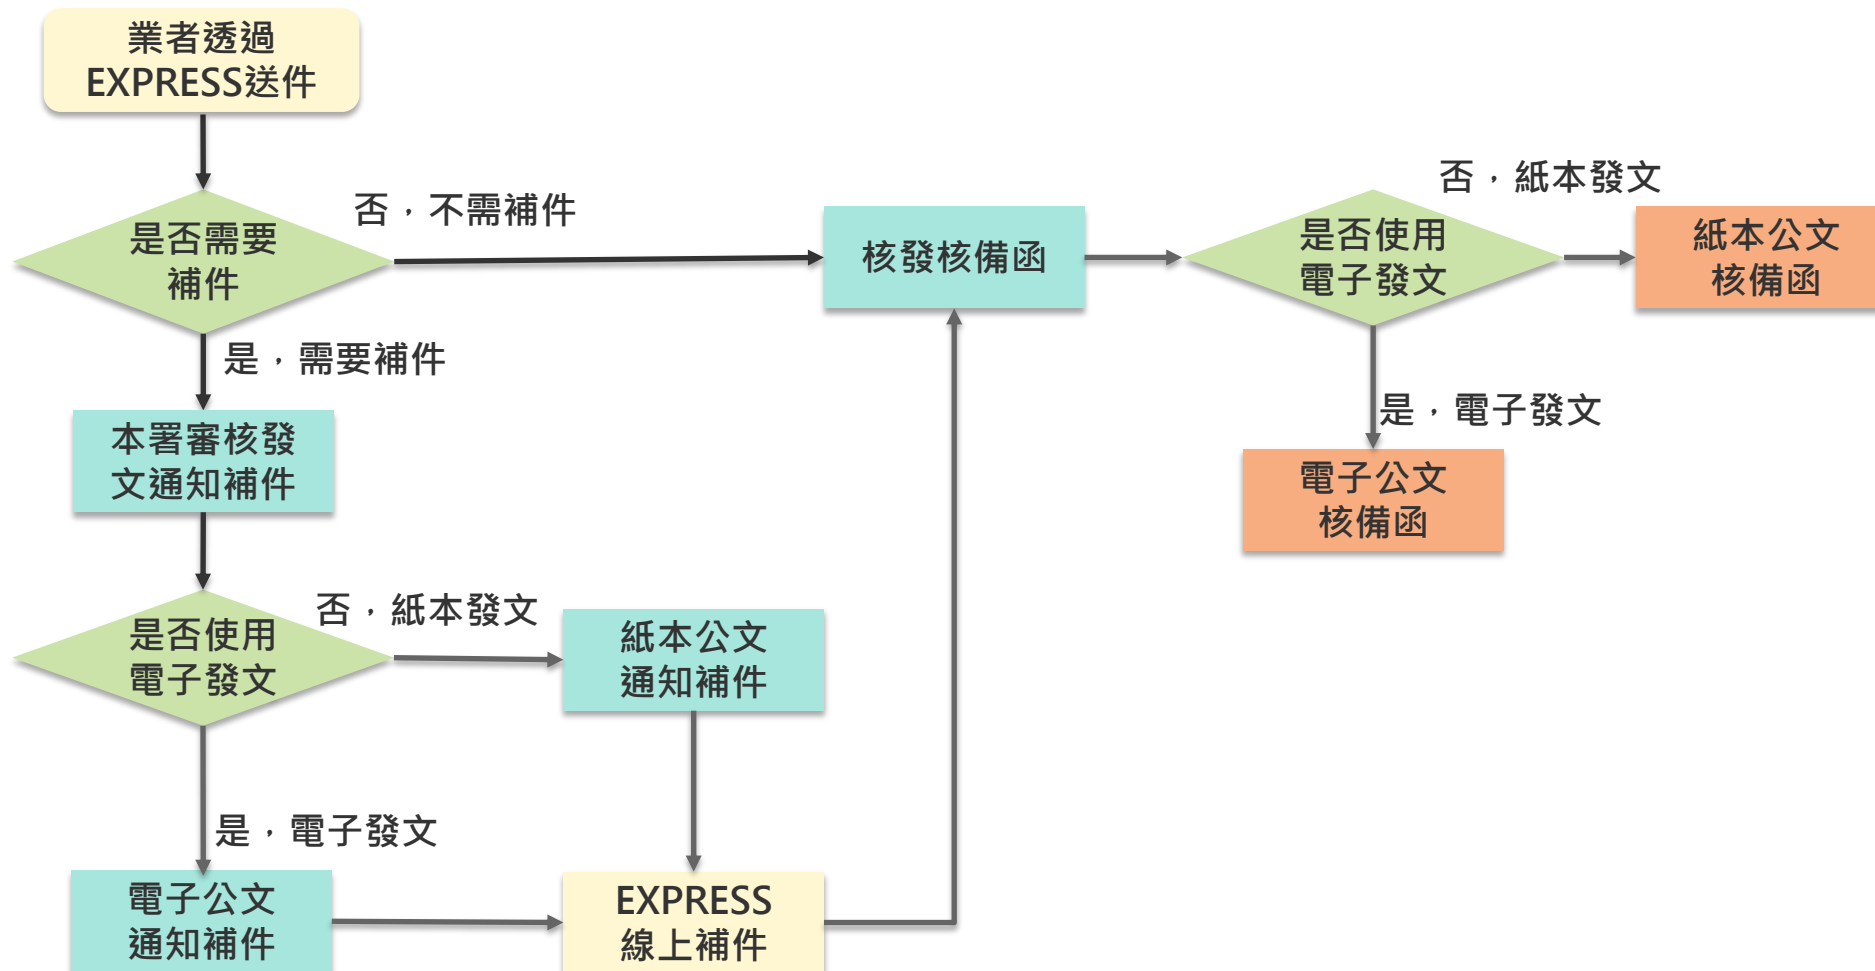 業者透過
EXPRESS送件
是否需要
補件
否，不需補件
是，需要補件
本署審核發
文通知補件
是否使用
電子發文
否，紙本發文
紙本公文
通知補件
是，電子發文
電子公文
通知補件
EXPRESS
線上補件
核發核備函
是否使用
電子發文
否，紙本發文
紙本公文
核備函
是，電子發文
電子公文
核備函